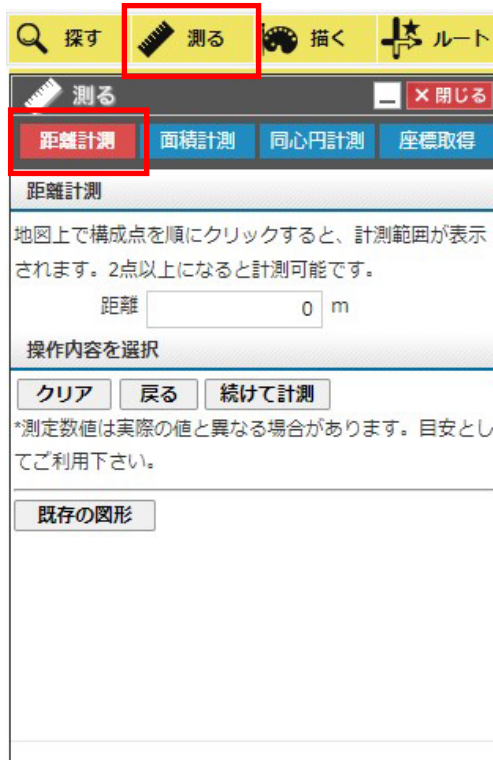 探す 測る 描く ルート
測る _ ×閉じる
距離計測 面積計測 同心円計測 座標取得
距離計測
地図上で構成点を順にクリックすると、計測範囲が表示
されます。2点以上になると計測可能です。
距離 0 m
操作内容を選択
クリア 戻る 続けて計測
*測定数値は実際の値と異なる場合があります。目安とし
てご利用下さい。
既存の図形